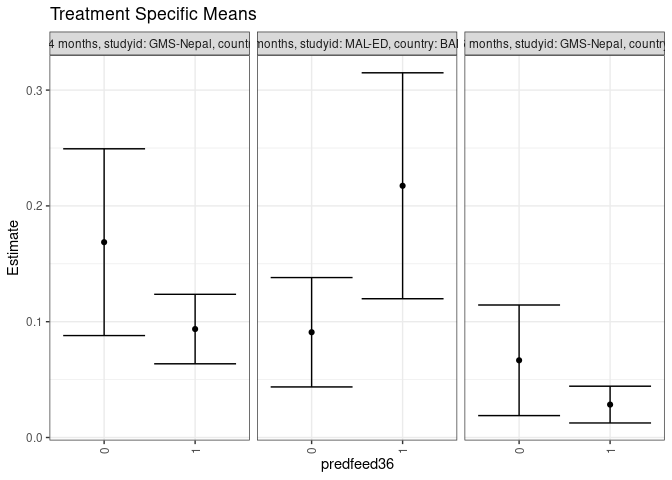 Treatment Specific Means
4 months, studyid: GMS-Nepal, countr
months, studyid: MAL-ED, country: BA
months, studyid: GMS-Nepal, country
0.3
0.2
0.1
0.0
Estimate
0 1 0 1 0 1
predfeed36